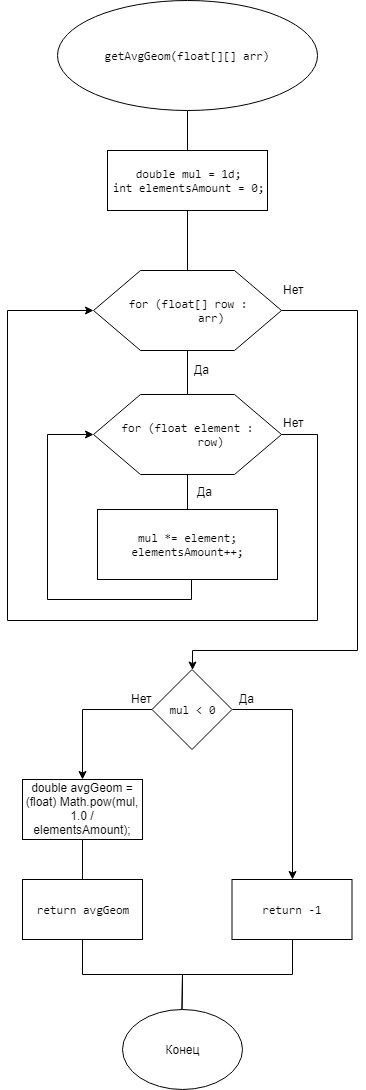 getAvgGeom(float[][] arr)
double mul = 1d;
int elementsAmount = 0;
for (float[] row :
arr)
Нет
Да
for (float element :
row)
Нет
Да
mul *= element;
elementsAmount++;
mul < 0
Нет
Да
double avgGeom =
(float) Math.pow(mul,
1.0 /
elementsAmount);
return avgGeom
return -1
Конец